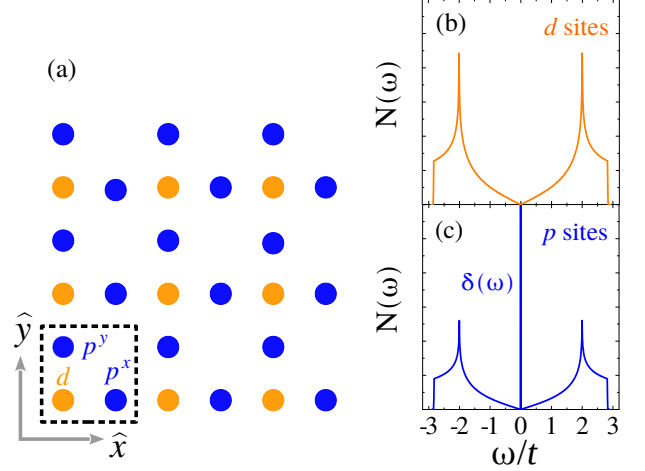 (a)
p^y
d
p^x
ŷ
x̂
(b)
d sites
N(ω)
(c)
p sites
δ(ω)
N(ω)
-3 -2 -1 0 1 2 3
ω/t